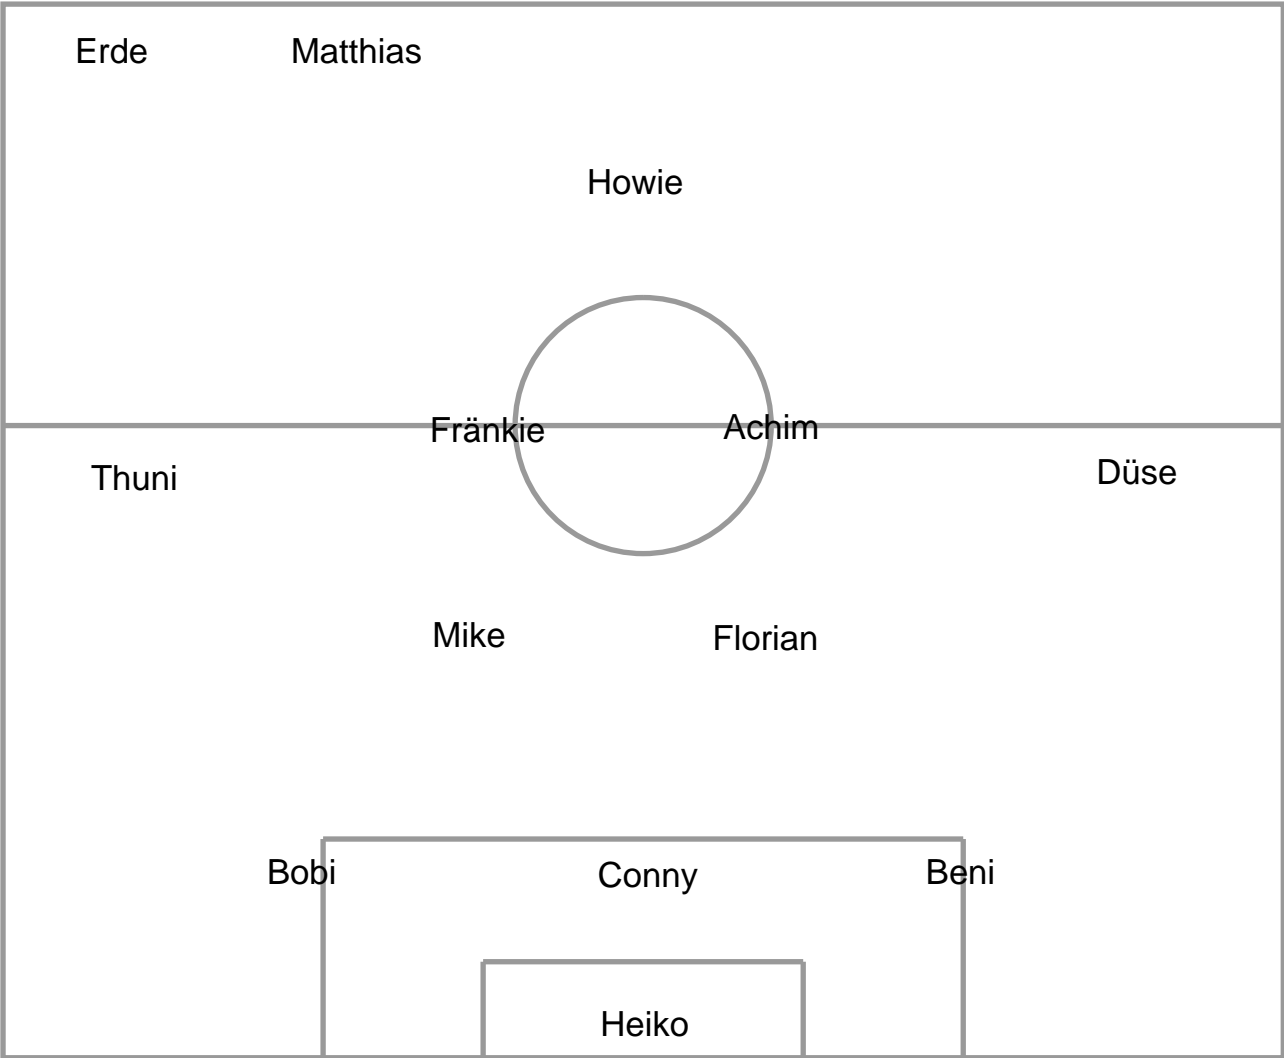 Erde Matthias
Howie
Fränkie Achim
Thuni Düse
Mike Florian
Bobi Conny Beni
Heiko